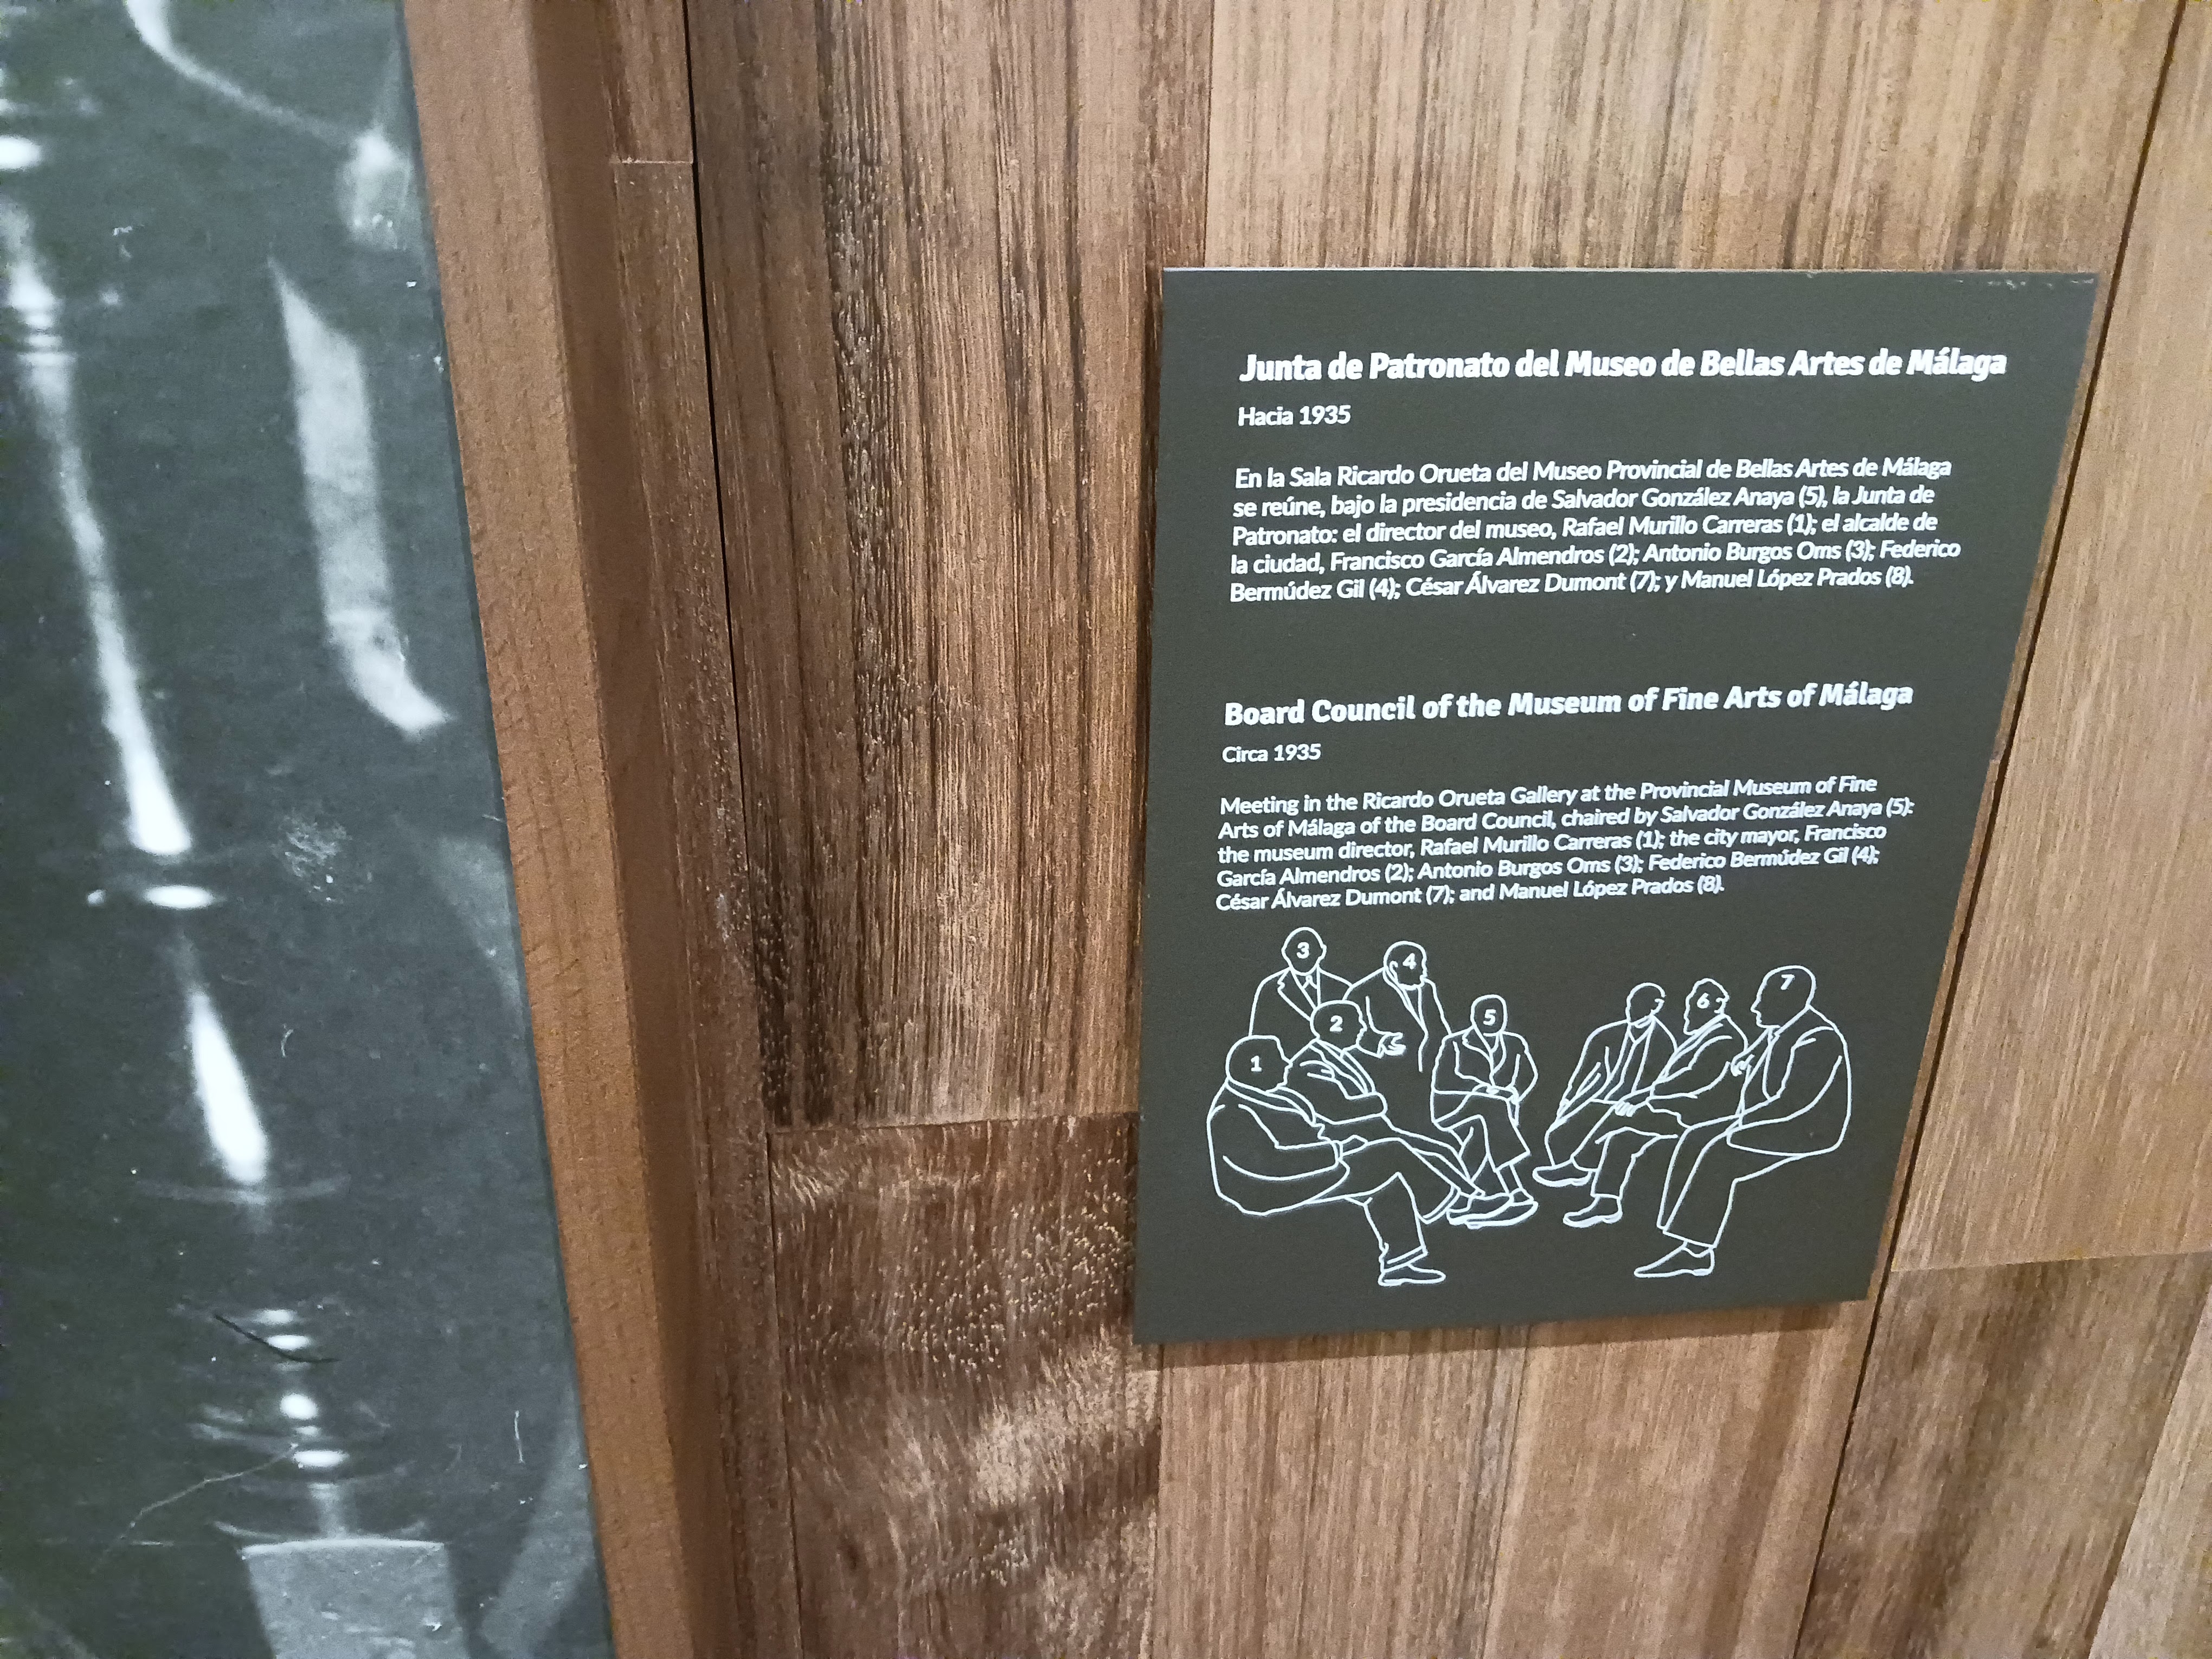 Junta de Patronato del Museo de Bellas Artes de Málaga
Hacia 1935
En la Sala Ricardo Orueta del Museo Provincial de Bellas Artes de Málaga
se reúne, bajo la presidencia de Salvador González Anaya (5), la Junta de
Patronato: el director del museo, Rafael Murillo Carreras (1); el alcalde de
la ciudad, Francisco García Almendros (2); Antonio Burgos Oms (3); Federico
Bermúdez Gil (4); César Álvarez Dumont (7); y Manuel López Prados (8).
Board Council of the Museum of Fine Arts of Málaga
Circa 1935
Meeting in the Ricardo Orueta Gallery at the Provincial Museum of Fine
Arts of Málaga of the Board Council, chaired by Salvador González Anaya (5):
the museum director, Rafael Murillo Carreras (1); the city mayor, Francisco
García Almendros (2); Antonio Burgos Oms (3); Federico Bermúdez Gil (4);
César Álvarez Dumont (7); and Manuel López Prados (8).
3
4
2
5
1
6
7